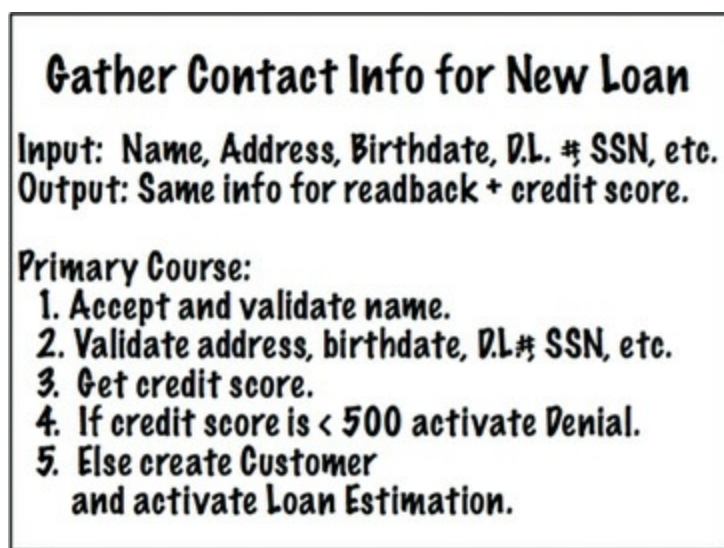 Gather Contact Info for New Loan
Input: Name, Address, Birthdate, D.L. #, SSN, etc.
Output: Same info for readback + credit score.
Primary Course:
1. Accept and validate name.
2. Validate address, birthdate, D.L.#, SSN, etc.
3. Get credit score.
4. If credit score is < 500 activate Denial.
5. Else create Customer
and activate Loan Estimation.